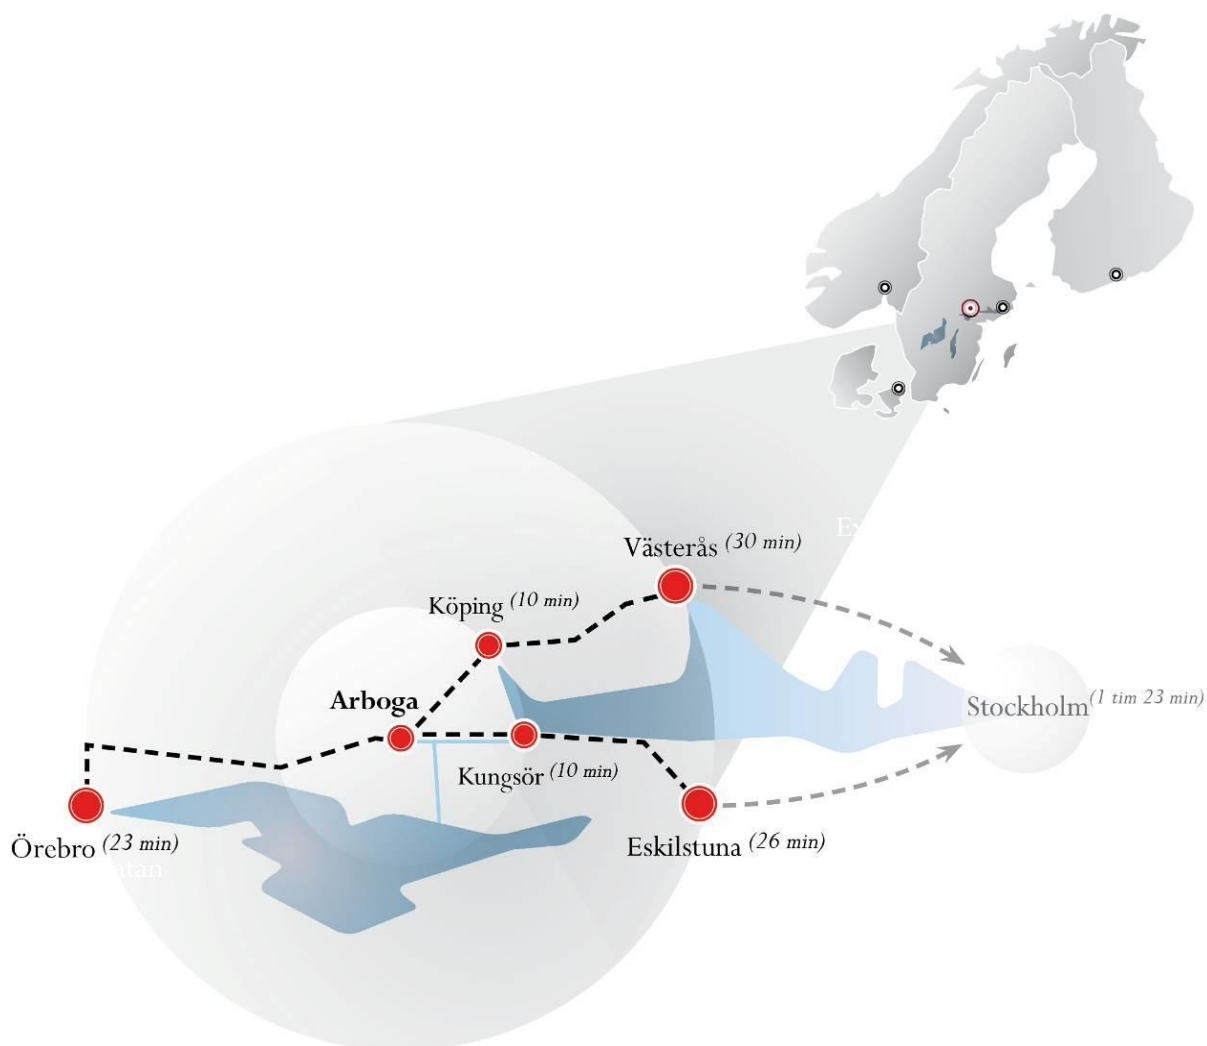 Västerås (30 min)
Köping (10 min)
Arboga
Stockholm (1 tim 23 min)
Kungsör (10 min)
Örebro (23 min)
Eskilstuna (26 min)